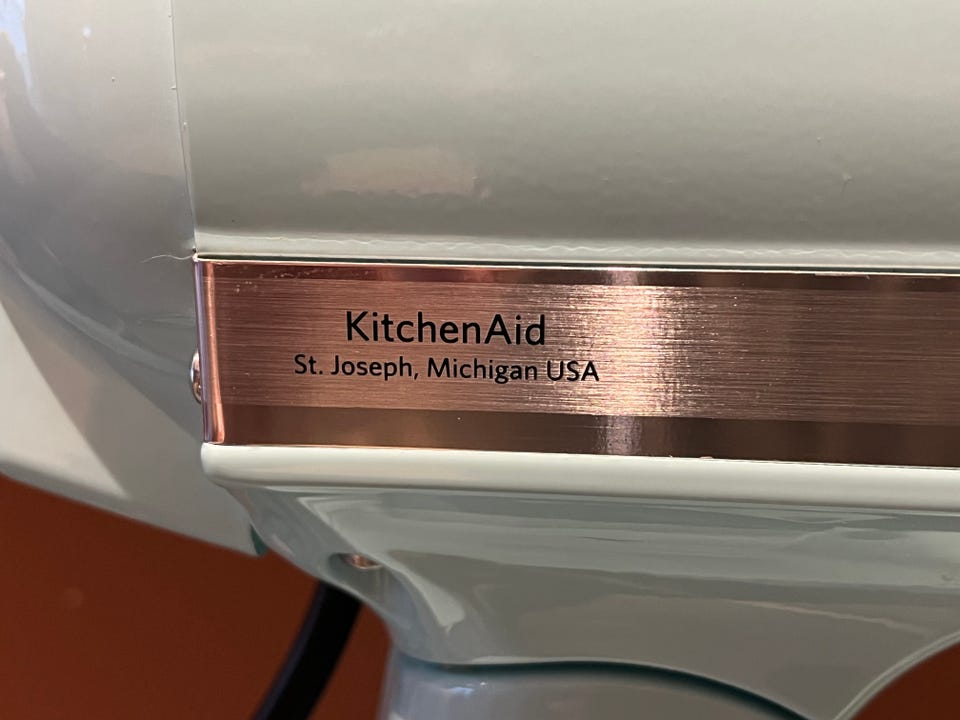 KitchenAid
St. Joseph, Michigan USA